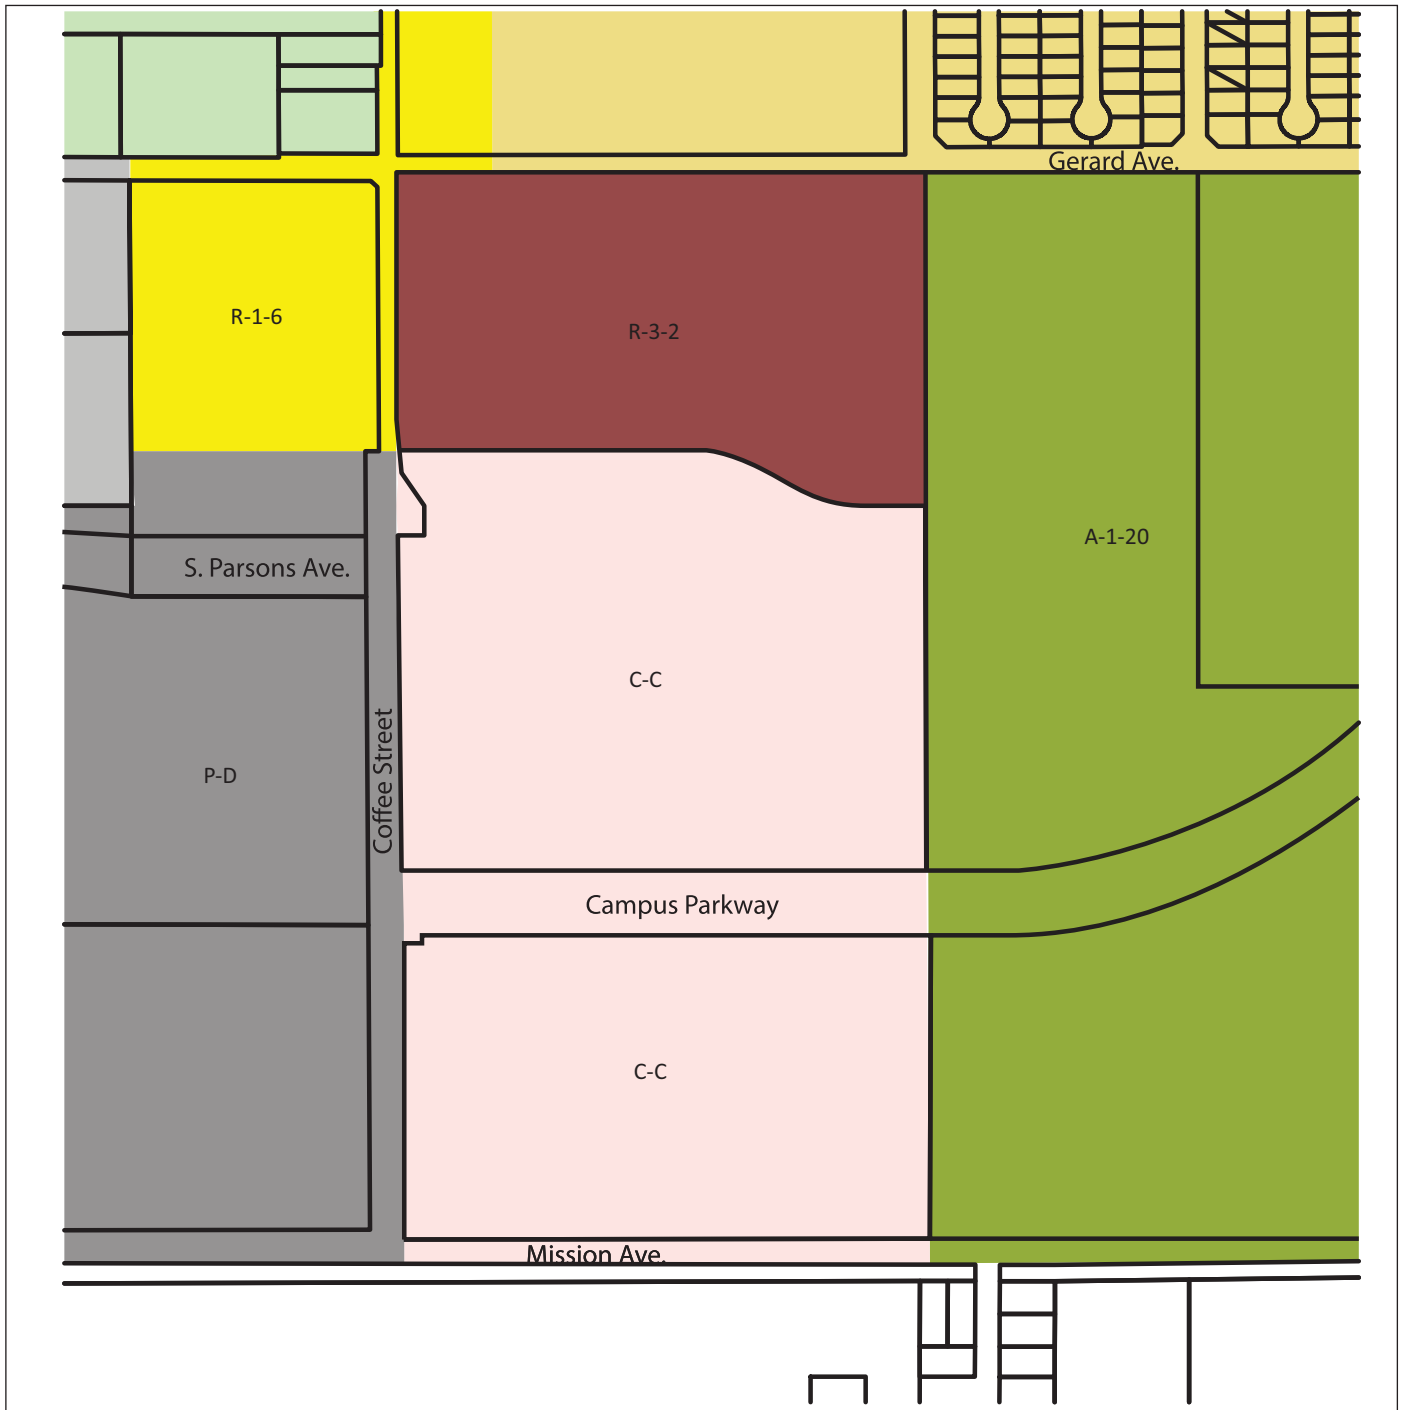 Gerard Ave.
R-1-6
R-3-2
A-1-20
S. Parsons Ave.
C-C
Coffee Street
P-D
Campus Parkway
C-C
Mission Ave.